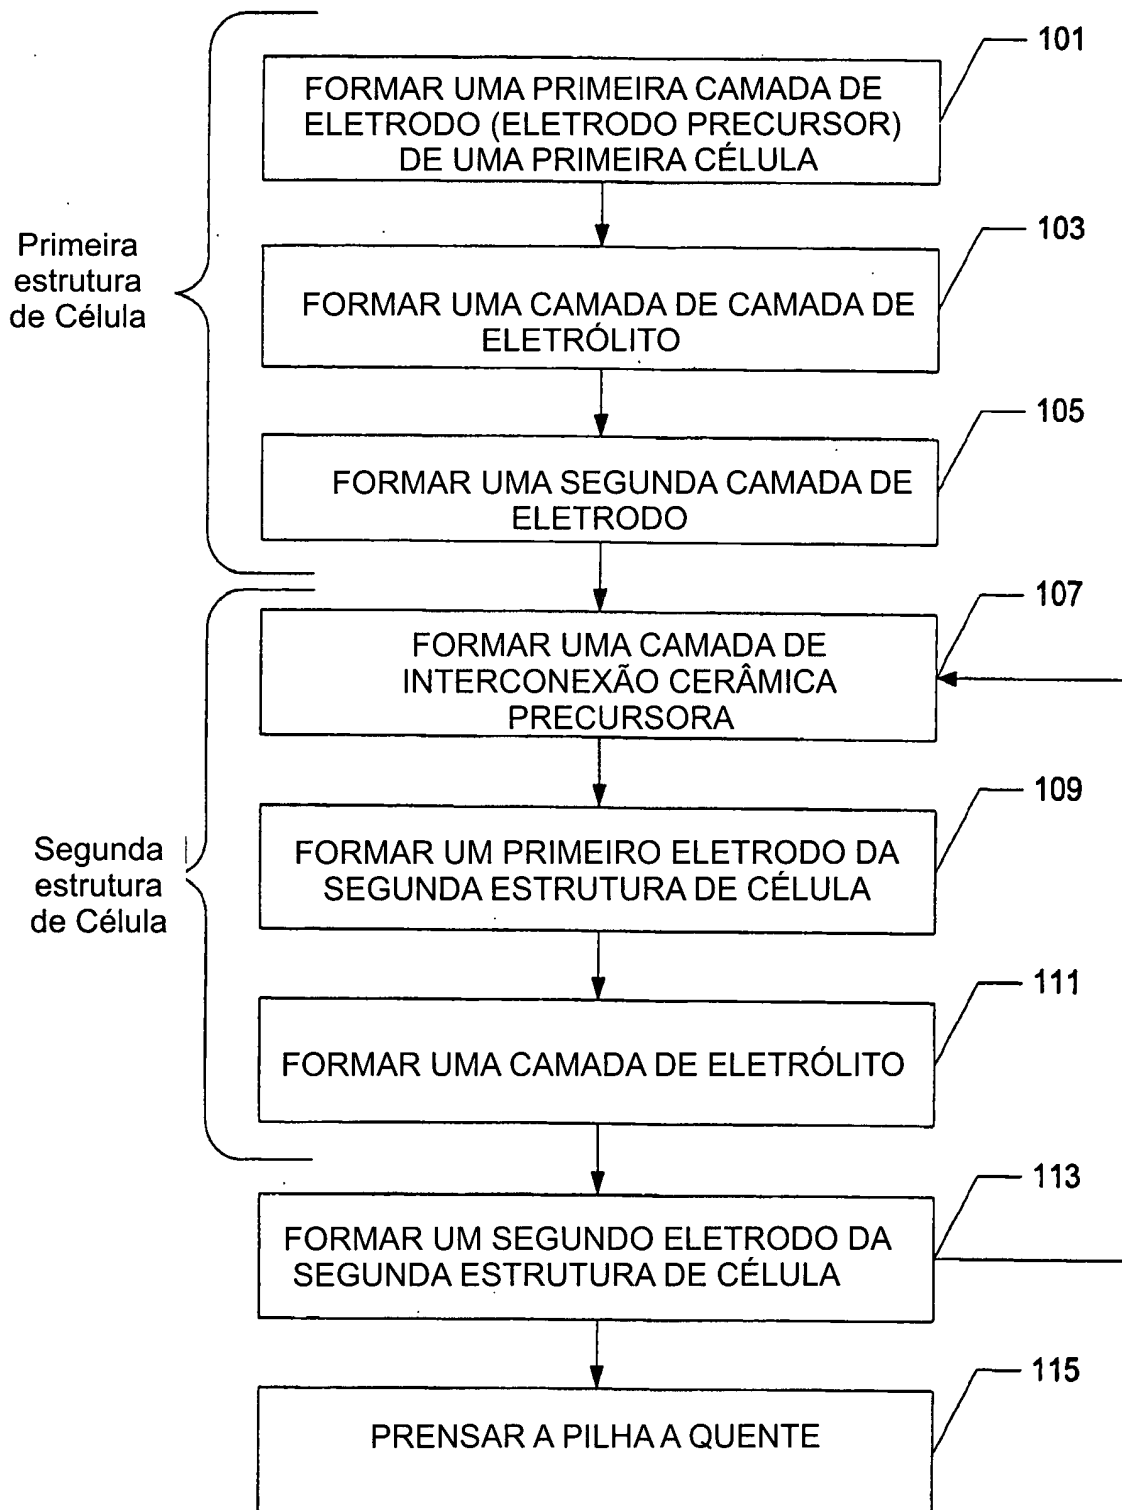 101
FORMAR UMA PRIMEIRA CAMADA DE
ELETRODO (ELETRODO PRECURSOR)
DE UMA PRIMEIRA CÉLULA
103
Primeira
estrutura
de Célula
FORMAR UMA CAMADA DE CAMADA DE
ELETRÓLITO
105
FORMAR UMA SEGUNDA CAMADA DE
ELETRODO
107
FORMAR UMA CAMADA DE
INTERCONEXÃO CERÂMICA
PRECURSORA
109
Segunda
estrutura
de Célula
FORMAR UM PRIMEIRO ELETRODO DA
SEGUNDA ESTRUTURA DE CÉLULA
111
FORMAR UMA CAMADA DE ELETRÓLITO
113
FORMAR UM SEGUNDO ELETRODO DA
SEGUNDA ESTRUTURA DE CÉLULA
115
PRENSAR A PILHA A QUENTE